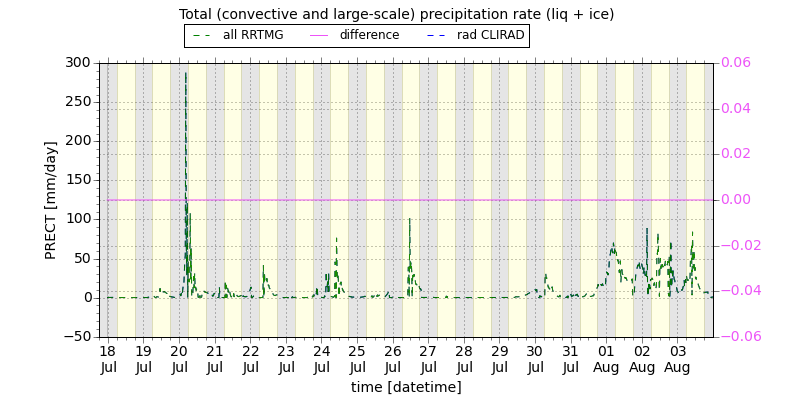 Total (convective and large-scale) precipitation rate (liq + ice)
all RRTMG difference rad CLIRAD
300 0.06
250 0.04
200 0.02
150 0.00
100 −0.02
50 −0.04
0 −0.06
−50
PRECT [mm/day]
18 19 20 21 22 23 24 25 26 27 28 29 30 31 01 02 03
Jul Jul Jul Jul Jul Jul Jul Jul Jul Jul Jul Jul Jul Jul Aug Aug Aug
time [datetime]